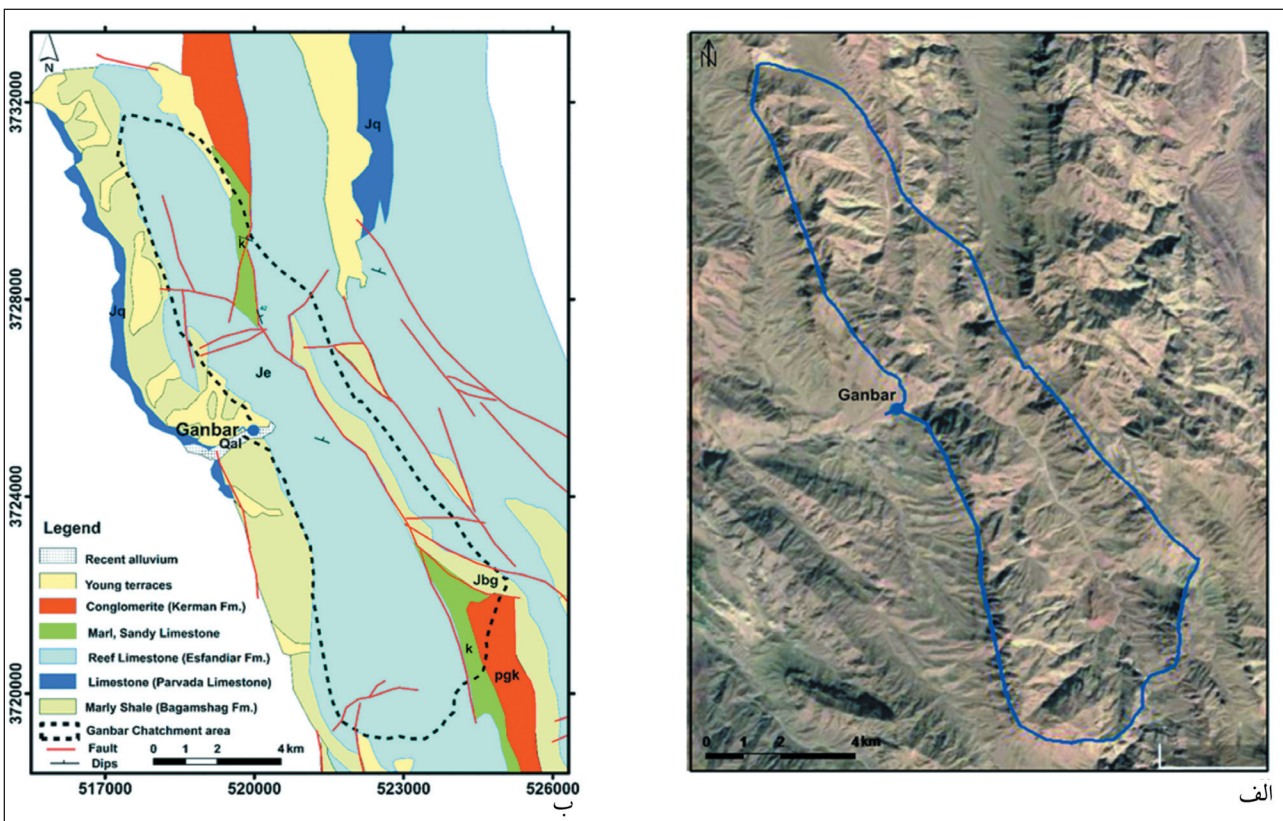 N
3732000
3728000
3724000
3720000
517000
520000
523000
526000
Jq
k
Jq
Je
Ganbar
Qal
Jbg
k
pgk
Legend
Recent alluvium
Young terraces
Conglomerite (Kerman Fm.)
Marl, Sandy Limestone
Reef Limestone (Esfandiar Fm.)
Limestone (Parvada Limestone)
Marly Shale (Bagamshag Fm.)
Ganbar Chatchment area
Fault
Dips
0 1 2 4 km
ب
N
Ganbar
0 1 2 4 km
الف